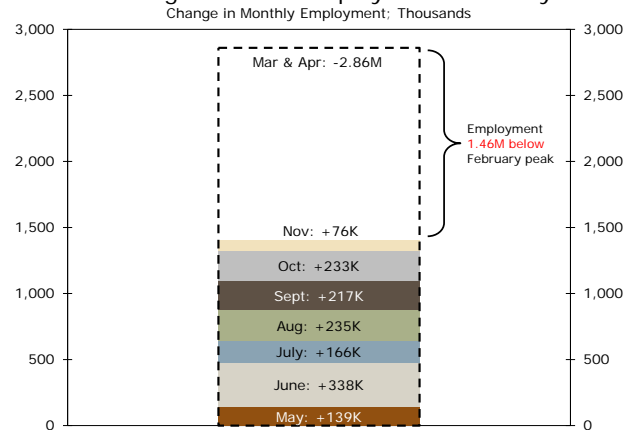 Change in Monthly Employment; Thousands
3,000
3,000
Mar & Apr: -2.86M
2,500
2,500
Employment
1.46M below
February peak
2,000
2,000
1,500
1,500
Nov: +76K
Oct: +233K
1,000
1,000
Sept: +217K
Aug: +235K
July: +166K
500
500
June: +338K
May: +139K
0
0